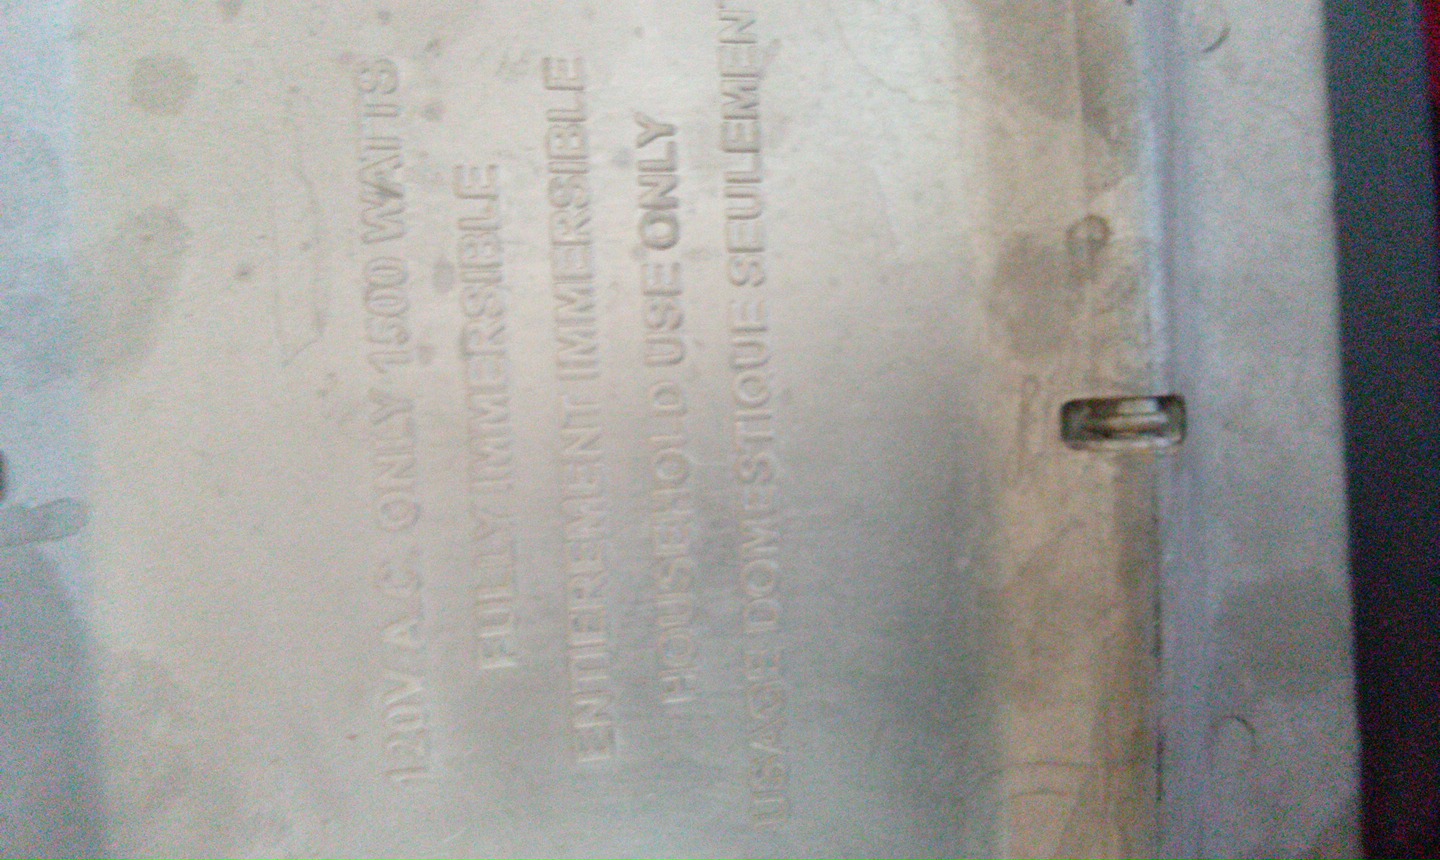 120V A.C. ONLY 1500 WATTS
FULLY IMMERSIBLE
ENTIEREMENT IMMERSIBLE
HOUSEHOLD USE ONLY
USAGE DOMESTIQUE SEULEMENT